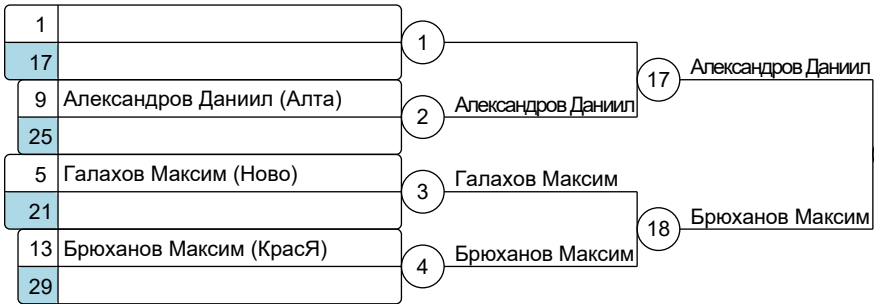 1
17
1
9 Александров Даниил (Алта)
25
2
Александров Даниил
17
Александров Даниил
5 Галахов Максим (Ново)
21
3
Галахов Максим
13 Брюханов Максим (КрасЯ)
29
4
Брюханов Максим
18
Брюханов Максим